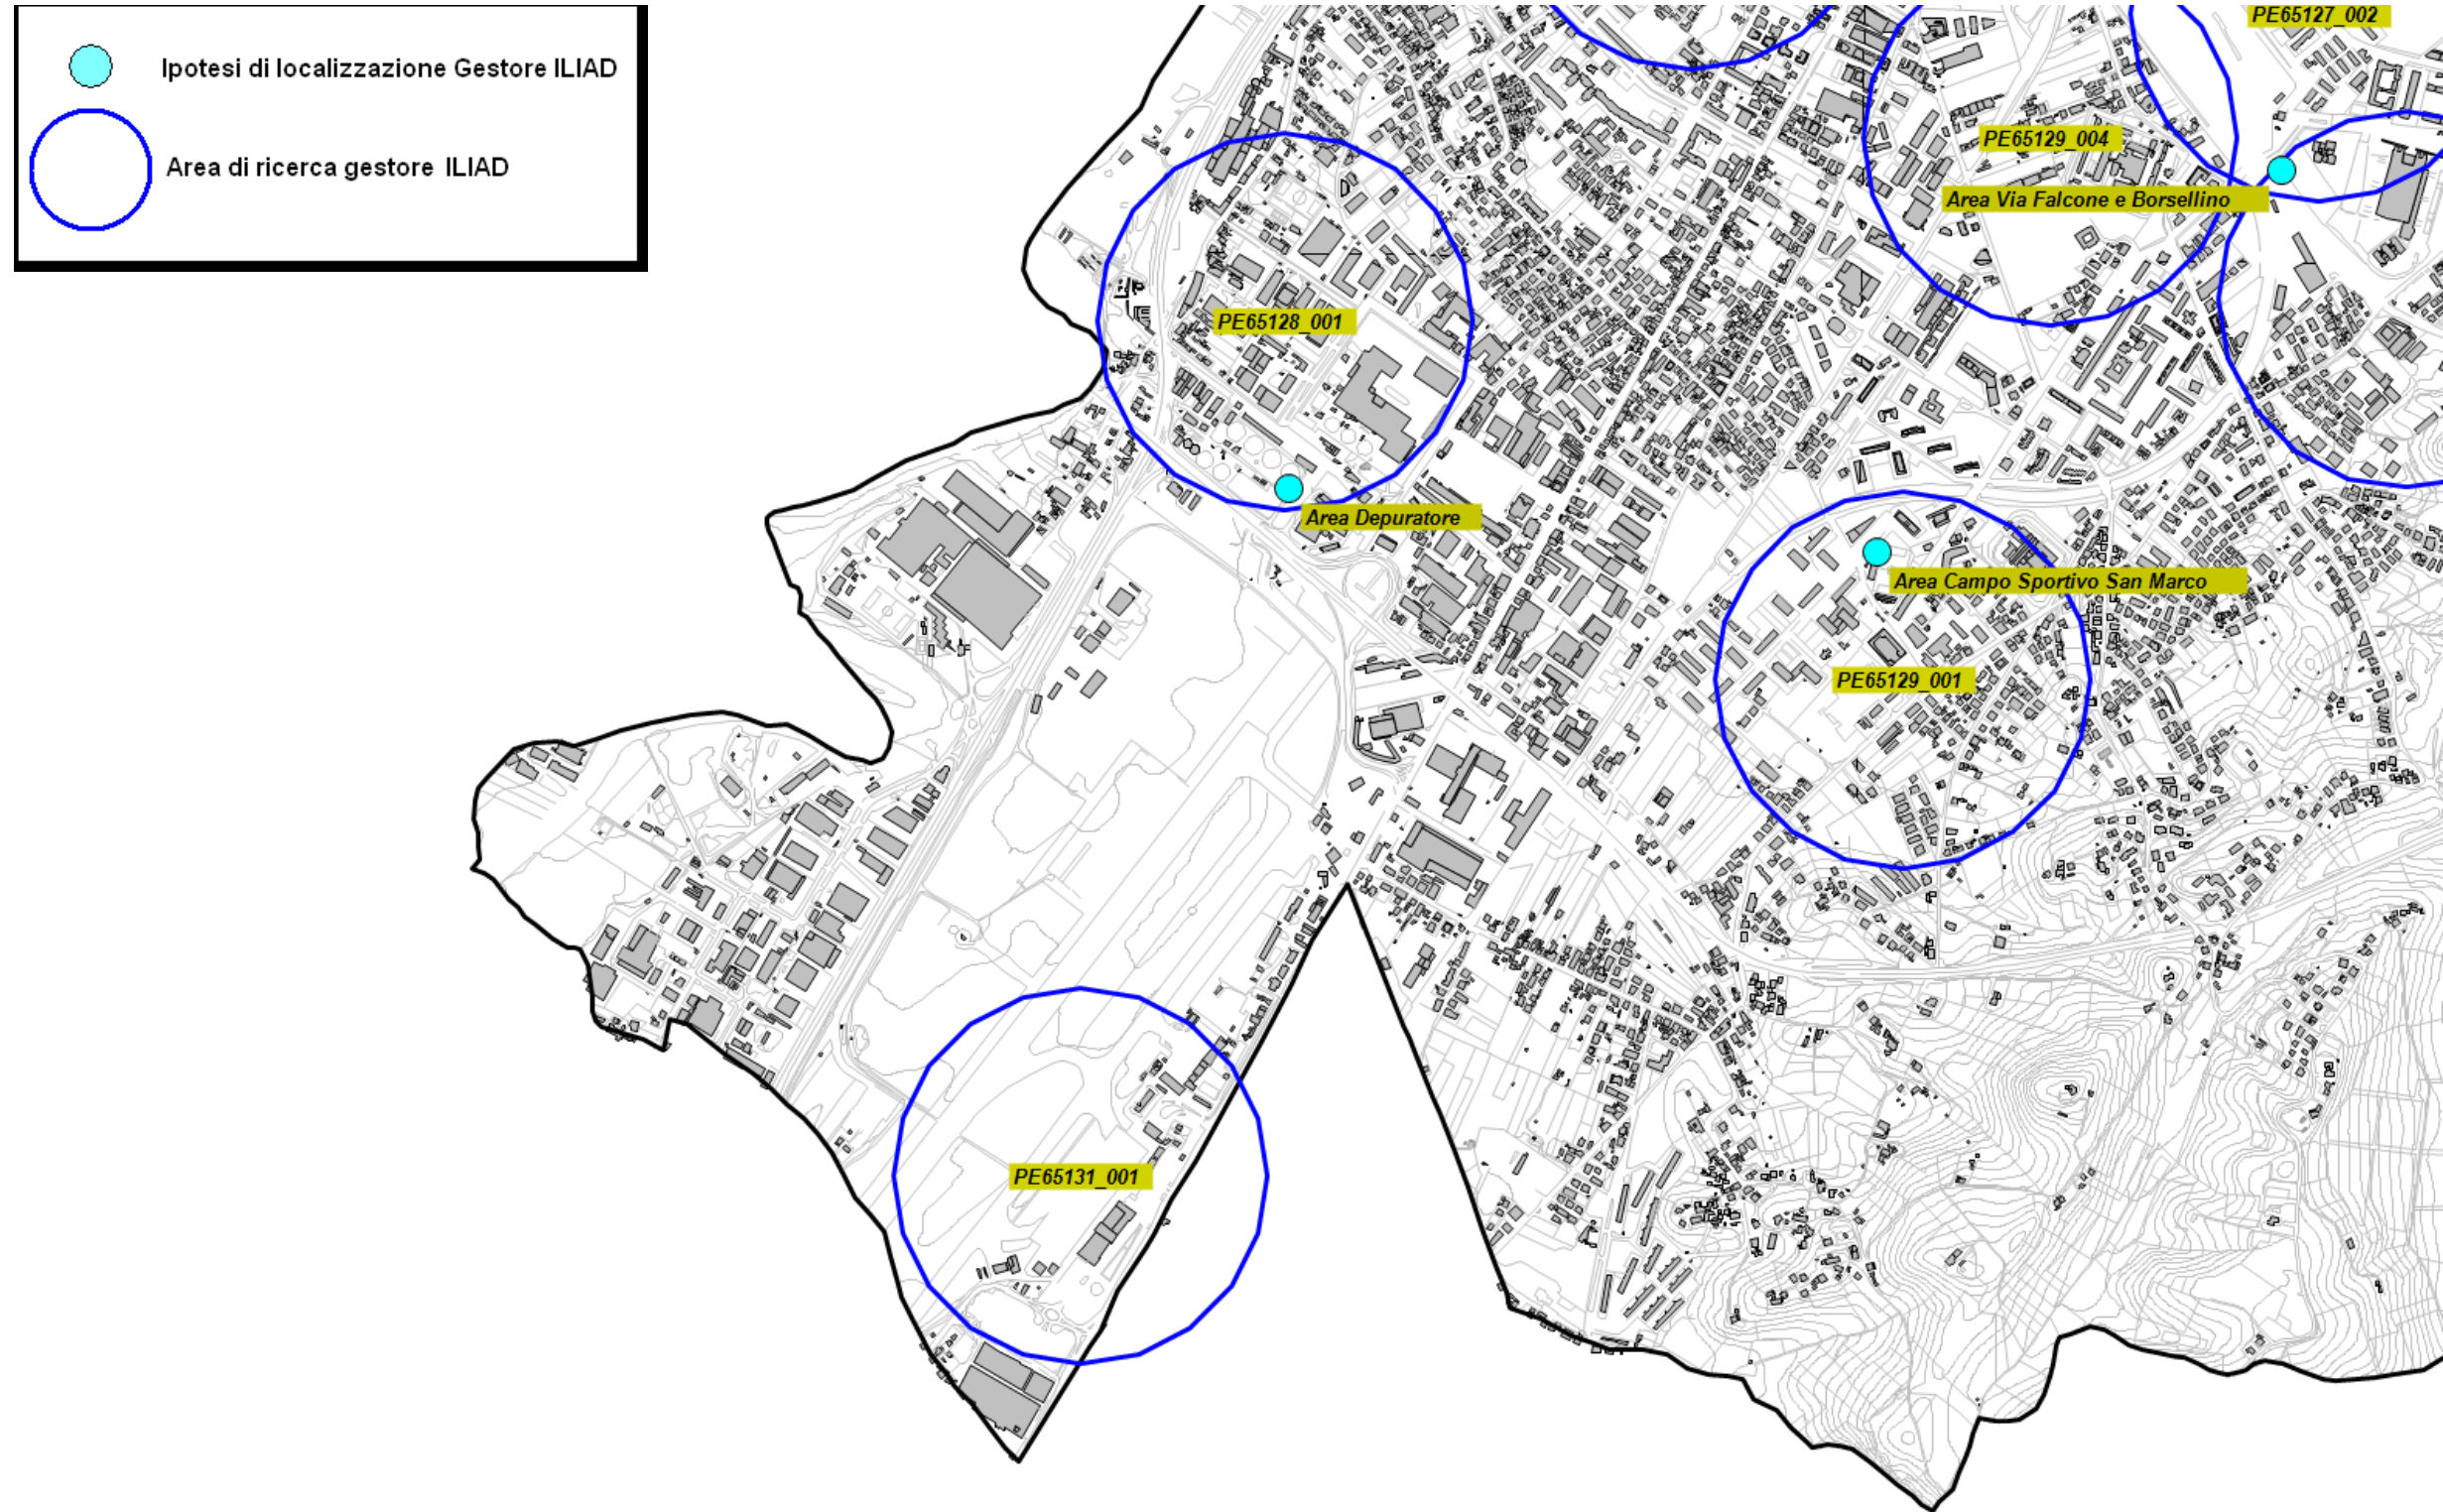 Ipotesi di localizzazione Gestore ILIAD
Area di ricerca gestore ILIAD
PE65127_002
PE65129_004
Area Via Falcone e Borsellino
PE65128_001
Area Depuratore
Area Campo Sportivo San Marco
PE65129_001
PE65131_001